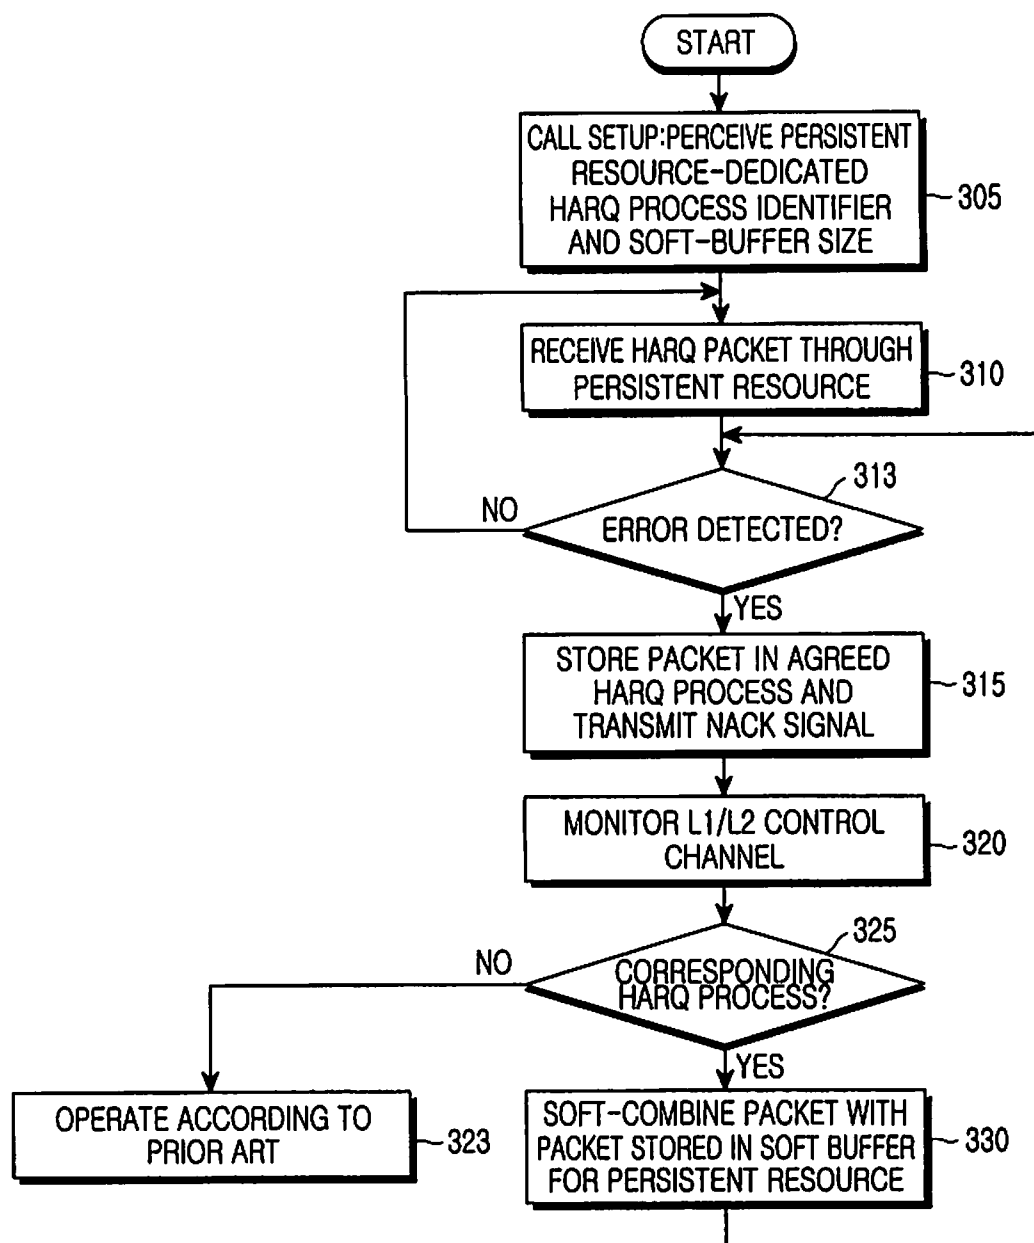 START
CALL SETUP:PERCEIVE PERSISTENT
RESOURCE-DEDICATED
HARQ PROCESS IDENTIFIER
AND SOFT-BUFFER SIZE
305
RECEIVE HARQ PACKET THROUGH
PERSISTENT RESOURCE
310
313
NO
ERROR DETECTED?
YES
STORE PACKET IN AGREED
HARQ PROCESS AND
TRANSMIT NACK SIGNAL
315
MONITOR L1/L2 CONTROL
CHANNEL
320
325
NO
CORRESPONDING
HARQ PROCESS?
YES
OPERATE ACCORDING TO
PRIOR ART
323
SOFT-COMBINE PACKET WITH
PACKET STORED IN SOFT BUFFER
FOR PERSISTENT RESOURCE
330